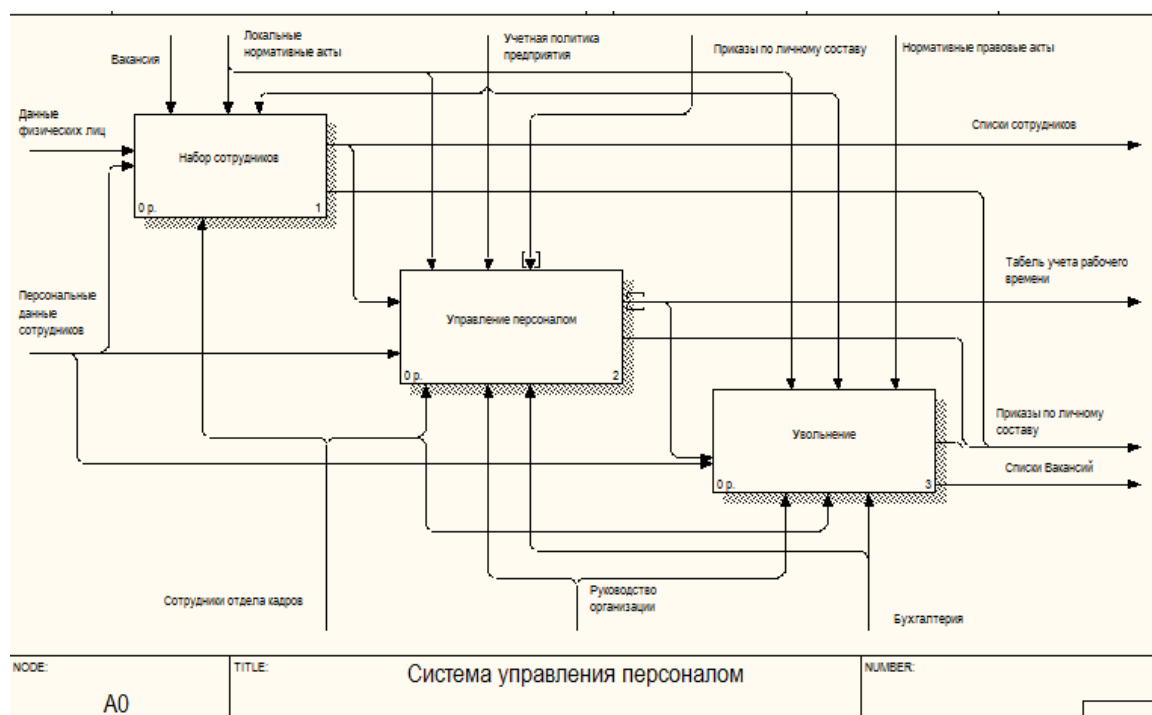 Локальные
нормативные акты
Вакансия
Учетная политика
предприятия
Приказы по личному составу
Нормативные правовые акты
Данные
физических лиц
Списки сотрудников
Набор сотрудников
0 р.
1
Персональные
данные
сотрудников
Табель учета рабочего
времени
Управление персоналом
0 р.
2
Приказы по личному
составу
Увольнение
Списки Вакансий
0 р.
3
Сотрудники отдела кадров
Руководство
организации
Бухгалтерия
NODE:
A0
TITLE:
Система управления персоналом
NUMBER: